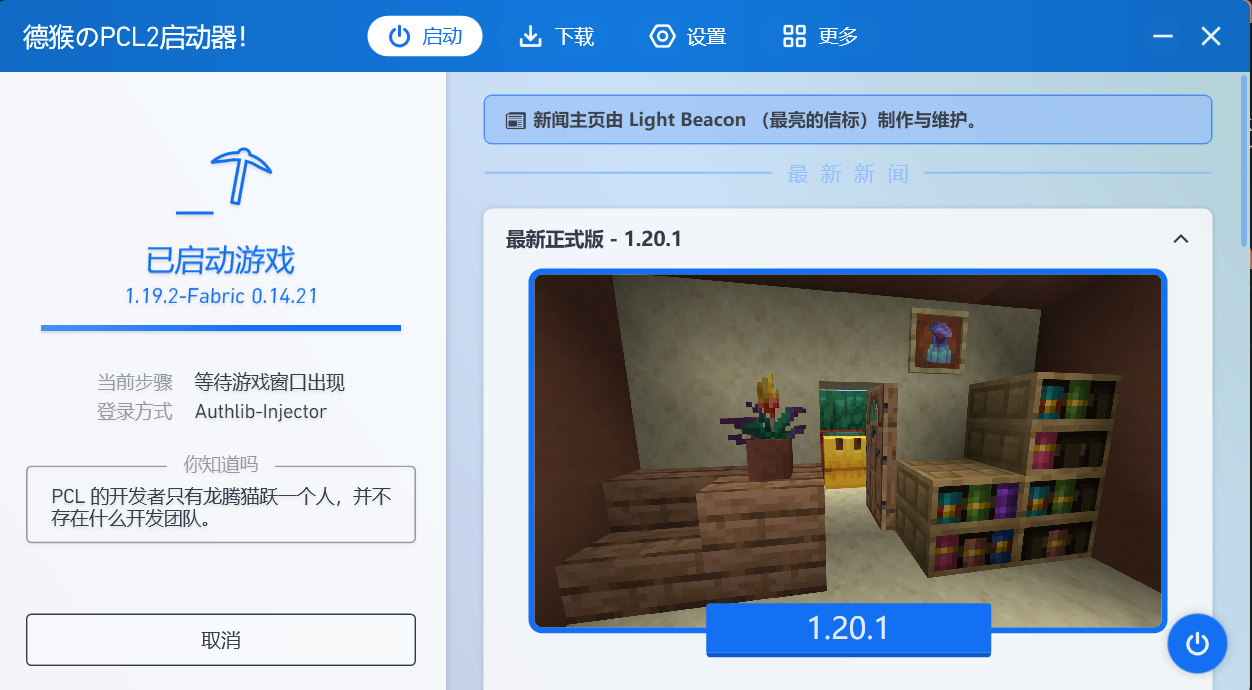 德猴のPCL2启动器!
启动
下载
设置
更多
已启动游戏
1.19.2-Fabric 0.14.21
当前步骤 等待游戏窗口出现
登录方式 Authlib-Injector
你知道吗
PCL 的开发者只有龙腾猫跃一个人，并不
存在什么开发团队。
取消
新闻主页由 Light Beacon （最亮的信标）制作与维护。
最新新闻
最新正式版 - 1.20.1
1.20.1